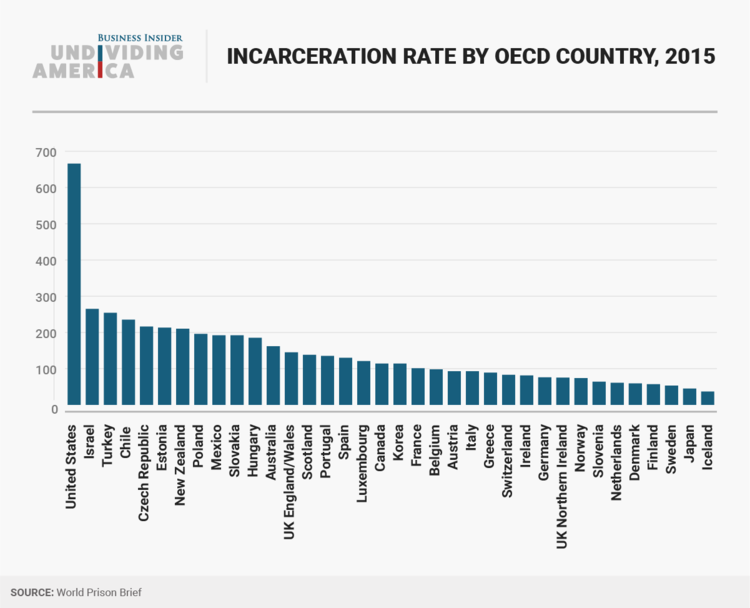 BUSINESS INSIDER
UNDIVIDING
AMERICA
INCARCERATION RATE BY OECD COUNTRY, 2015
700
600
500
400
300
200
100
0
United States
Israel
Turkey
Chile
Czech Republic
Estonia
New Zealand
Poland
Mexico
Slovakia
Hungary
Australia
UK England/Wales
Scotland
Portugal
Spain
Luxembourg
Canada
Korea
France
Belgium
Austria
Italy
Greece
Switzerland
Ireland
Germany
UK Northern Ireland
Norway
Slovenia
Netherlands
Denmark
Finland
Sweden
Japan
Iceland
SOURCE: World Prison Brief